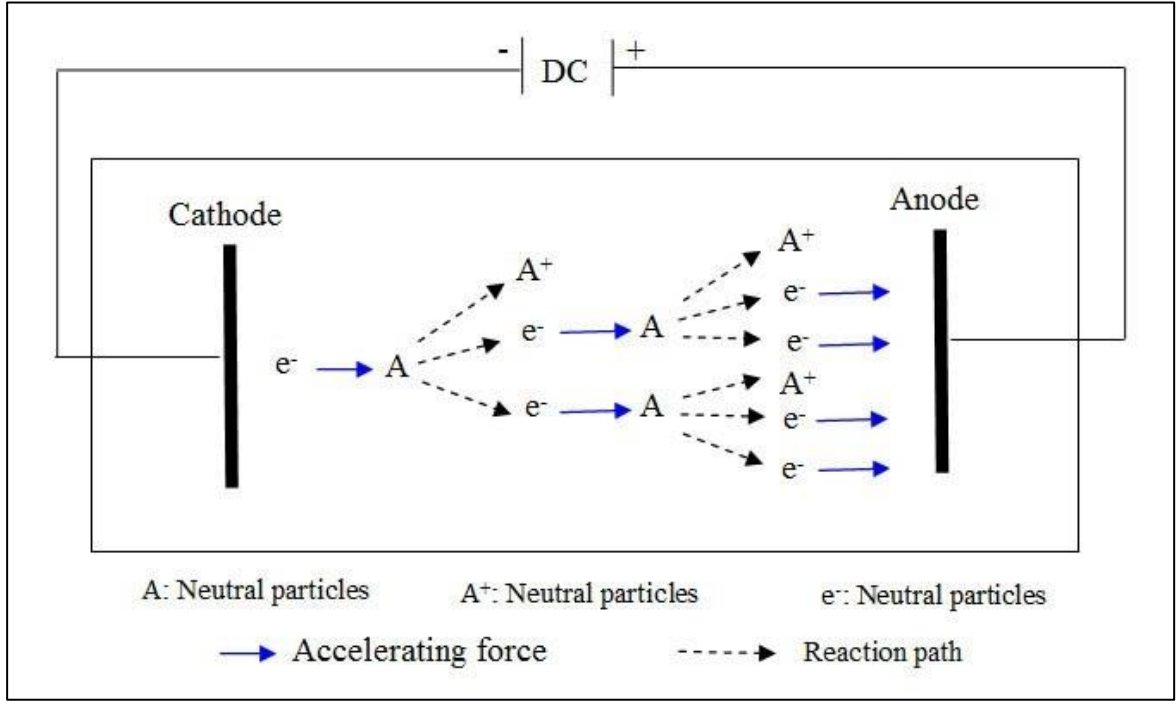 - DC +
Cathode
Anode
A⁺
A⁺
e⁻
e⁻
A
e⁻
e⁻
A
e⁻
A⁺
e⁻
A
e⁻
e⁻
A: Neutral particles
A⁺: Neutral particles
e⁻: Neutral particles
Accelerating force
Reaction path